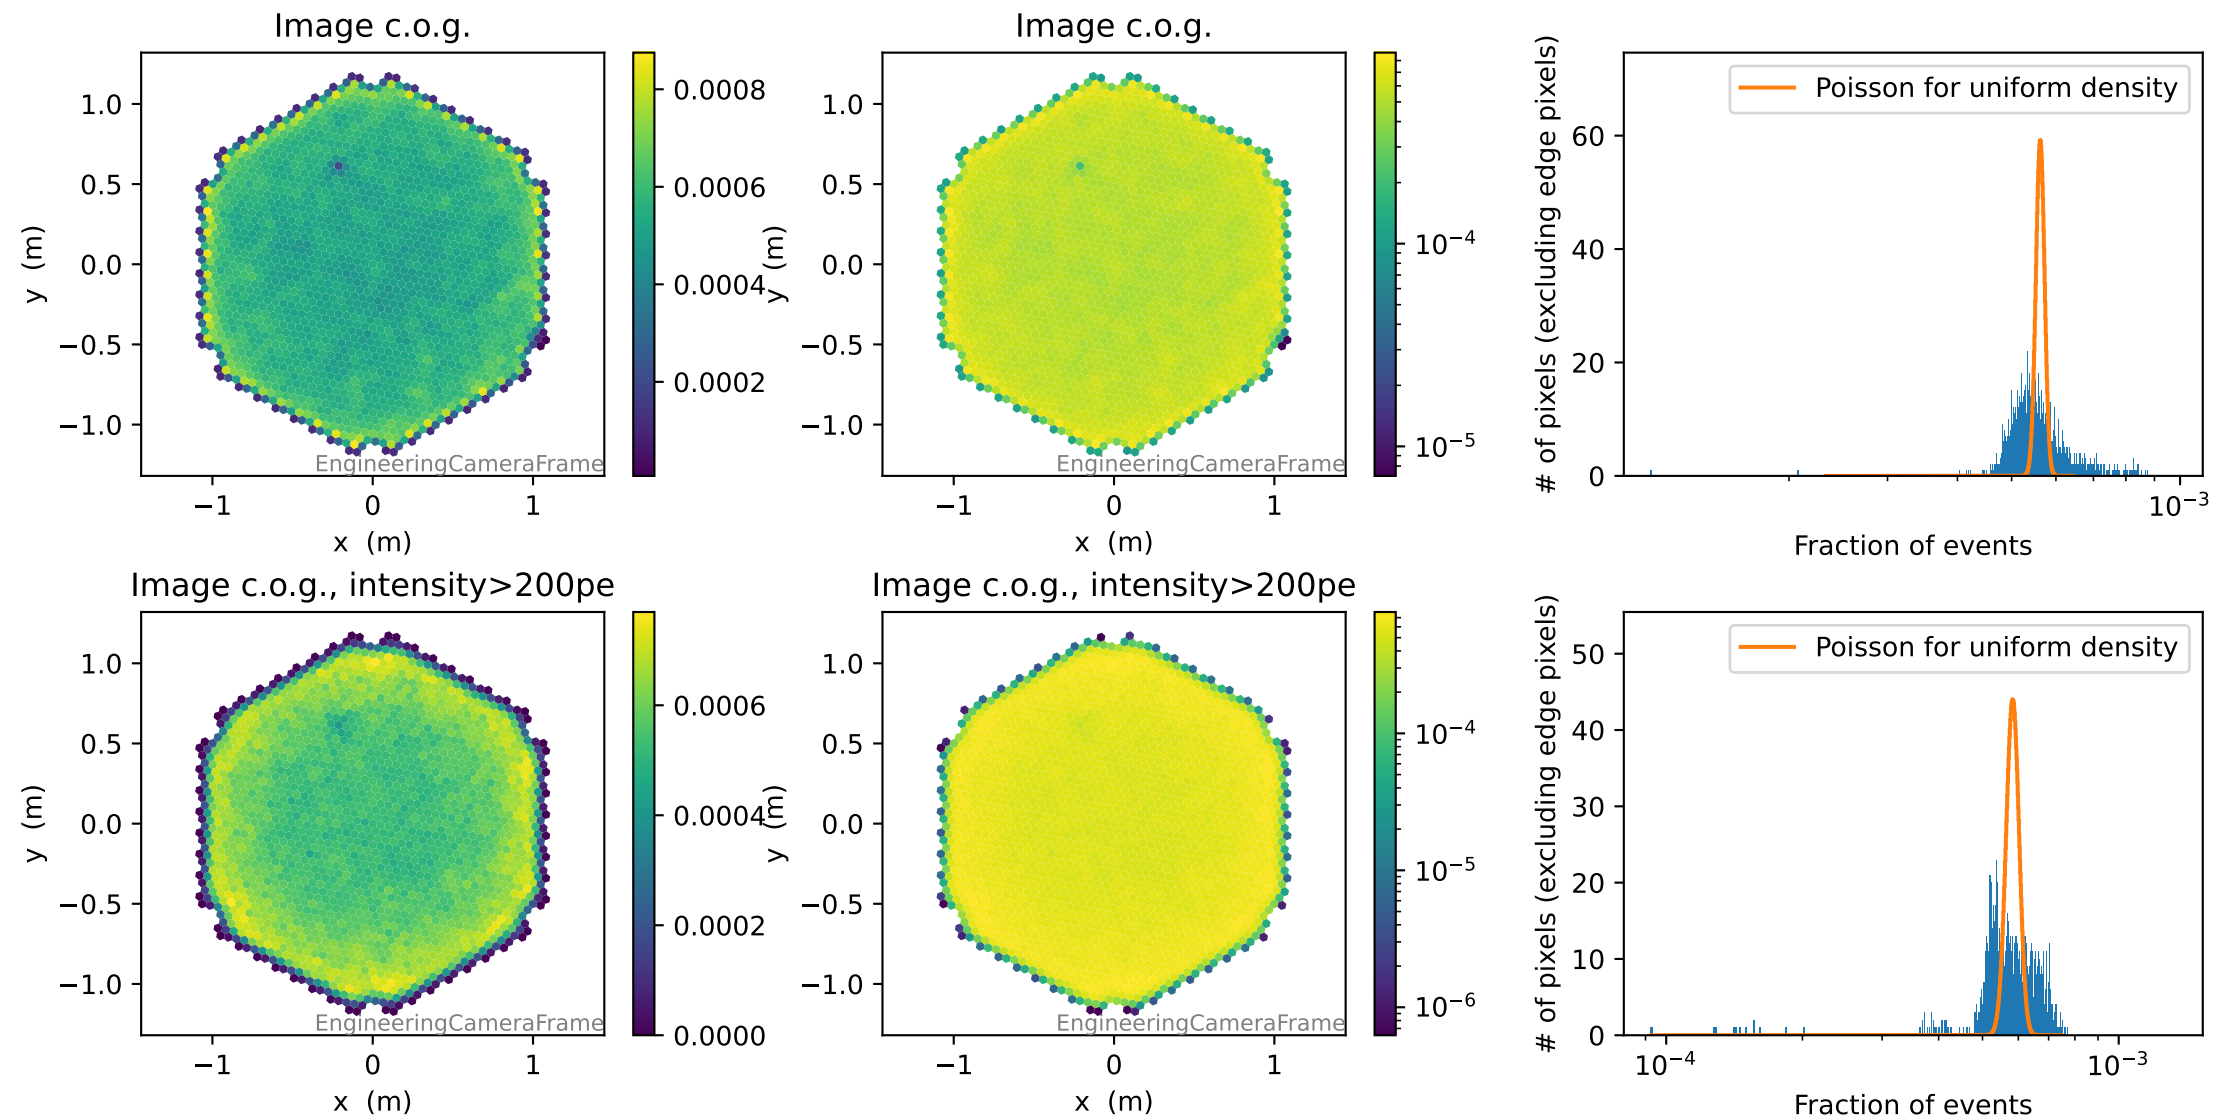 Image c.o.g.
1.0
0.5
0.0
−0.5
−1.0
y (m)
−1
0
1
x (m)
EngineeringCameraFrame
0.0008
0.0006
0.0004
0.0002
Image c.o.g.
1.0
0.5
0.0
−0.5
−1.0
y (m)
−1
0
1
x (m)
EngineeringCameraFrame
10⁻⁴
10⁻⁵
# of pixels (excluding edge pixels)
60
40
20
0
Poisson for uniform density
10⁻³
Fraction of events
Image c.o.g., intensity>200pe
1.0
0.5
0.0
−0.5
−1.0
y (m)
−1
0
1
x (m)
EngineeringCameraFrame
0.0006
0.0004
0.0002
0.0000
Image c.o.g., intensity>200pe
1.0
0.5
0.0
−0.5
−1.0
y (m)
−1
0
1
x (m)
EngineeringCameraFrame
10⁻⁴
10⁻⁵
10⁻⁶
# of pixels (excluding edge pixels)
50
40
30
20
10
0
Poisson for uniform density
10⁻⁴
10⁻³
Fraction of events